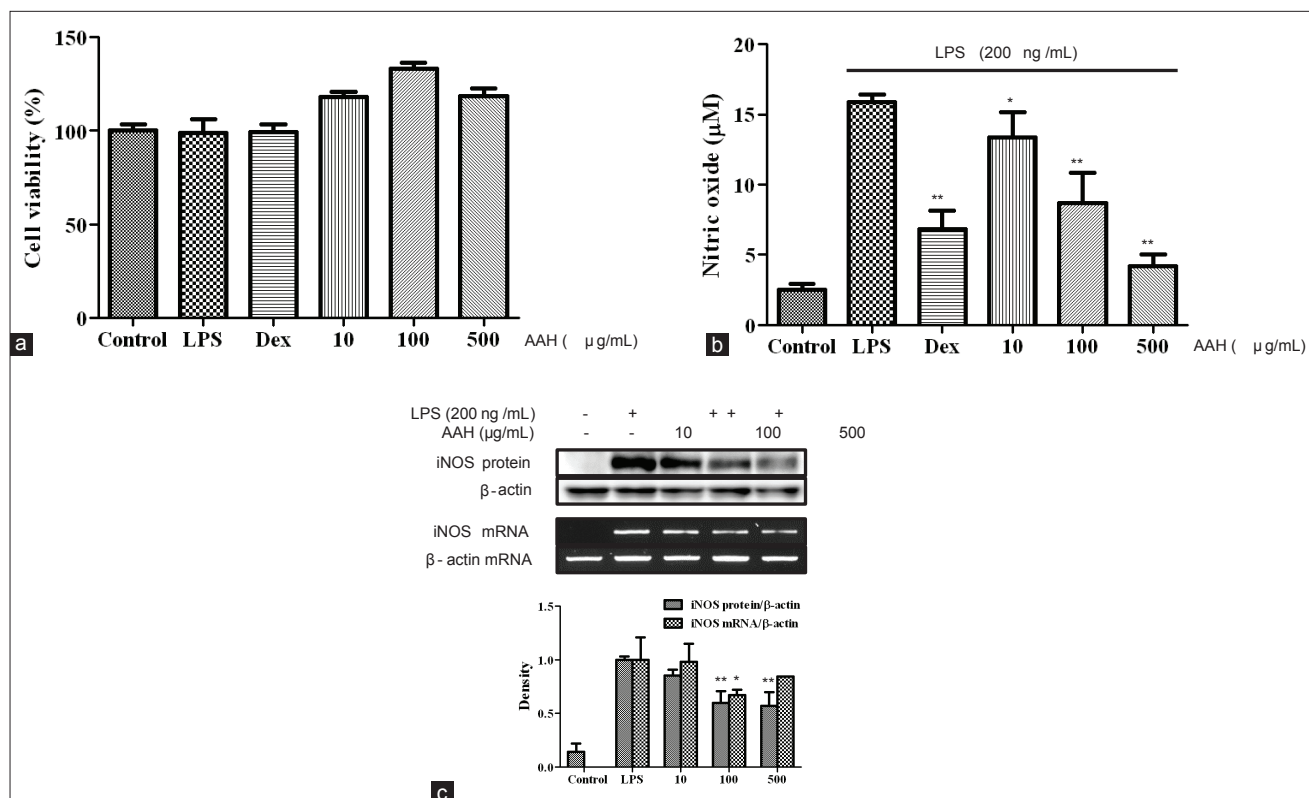 150
100
50
0
Cell viability (%)
Control LPS Dex 10 100 500 AAH ( µg/mL)
a
20
15
10
5
0
Nitric oxide (µM)
LPS (200 ng /mL)
**
*
**
**
Control LPS Dex 10 100 500 AAH ( µg/mL)
b
LPS (200 ng /mL) - + + + +
AAH (µg/mL) - - 10 100 500
iNOS protein
β-actin
iNOS mRNA
β- actin mRNA
1.5
1.0
0.5
0.0
Density
iNOS protein/β-actin
iNOS mRNA/β-actin
** * **
Control LPS 10 100 500
c